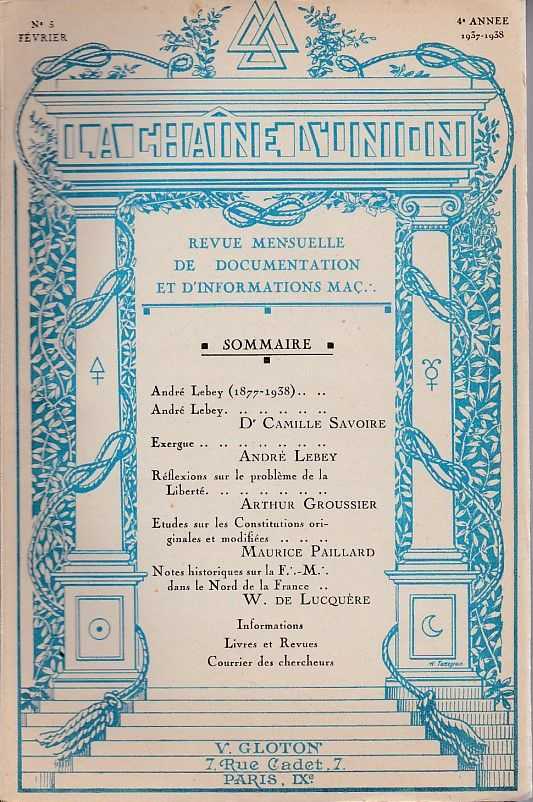 N° 5
FÉVRIER
4e ANNÉE
1937-1938
LA CHAÎNE D'UNION
REVUE MENSUELLE
DE DOCUMENTATION
ET D'INFORMATIONS MAÇ∴
SOMMAIRE
André Lebey (1877-1938).. ..
André Lebey. .. .. .. .. ..
Dr CAMILLE SAVOIRE
Exergue .. .. .. .. .. .. ..
ANDRÉ LEBEY
Réflexions sur le problème de la
Liberté. .. .. .. .. .. ..
ARTHUR GROUSSIER
Etudes sur les Constitutions ori-
ginales et modifiées .. .. ..
MAURICE PAILLARD
Notes historiques sur la F∴-M∴
dans le Nord de la France ..
W. DE LUCQUÈRE
Informations
Livres et Revues
Courrier des chercheurs
V. GLOTON
7, Rue Cadet, 7.
PARIS, IXe